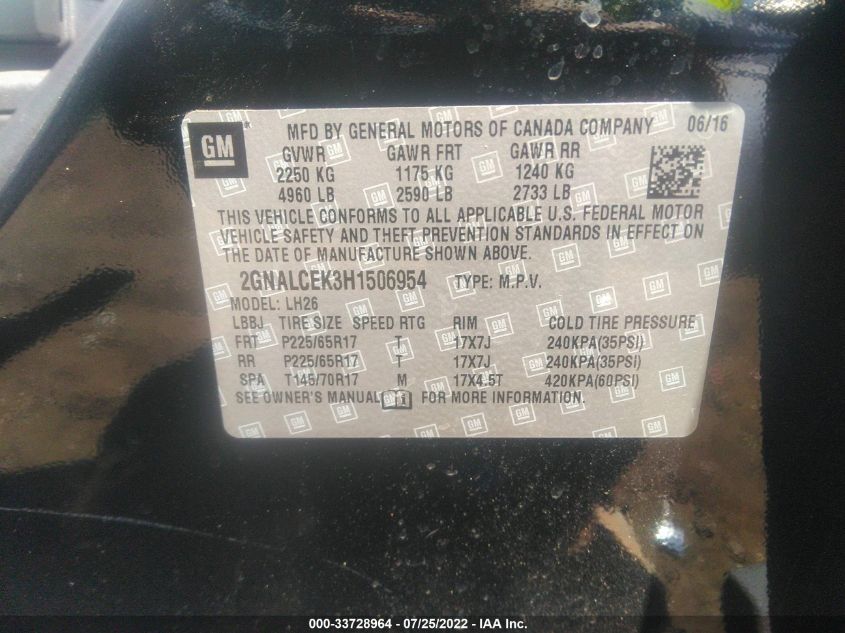 GM MFD BY GENERAL MOTORS OF CANADA COMPANY 06/16
GVWR GAWR FRT GAWR RR
2250 KG 1175 KG 1240 KG
4960 LB 2590 LB 2733 LB
THIS VEHICLE CONFORMS TO ALL APPLICABLE U.S. FEDERAL MOTOR
VEHICLE SAFETY AND THEFT PREVENTION STANDARDS IN EFFECT ON
THE DATE OF MANUFACTURE SHOWN ABOVE.
2GNALCEK3H1506954 TYPE: M.P.V.
MODEL: LH26
LBBJ TIRE SIZE SPEED RTG RIM COLD TIRE PRESSURE
FRT P225/65R17 T 17X7J 240KPA(35PSI)
RR P225/65R17 T 17X7J 240KPA(35PSI)
SPA T145/70R17 M 17X4.5T 420KPA(60PSI)
SEE OWNER'S MANUAL FOR MORE INFORMATION.
000-33728964 - 07/25/2022 - IAA Inc.